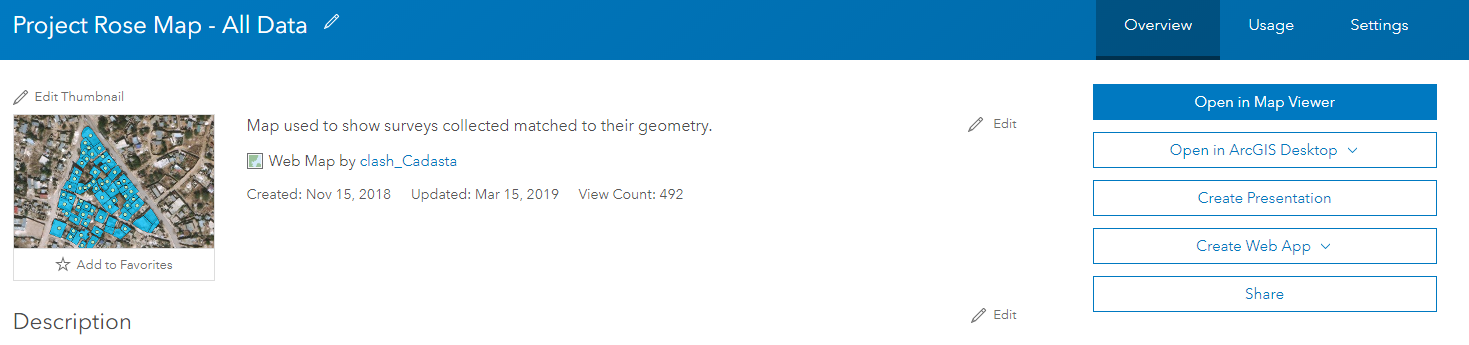 Project Rose Map - All Data
Overview
Usage
Settings
Edit Thumbnail
Map used to show surveys collected matched to their geometry.
Edit
Web Map by clash_Cadasta
Created: Nov 15, 2018 Updated: Mar 15, 2019 View Count: 492
Add to Favorites
Open in Map Viewer
Open in ArcGIS Desktop
Create Presentation
Create Web App
Share
Description
Edit